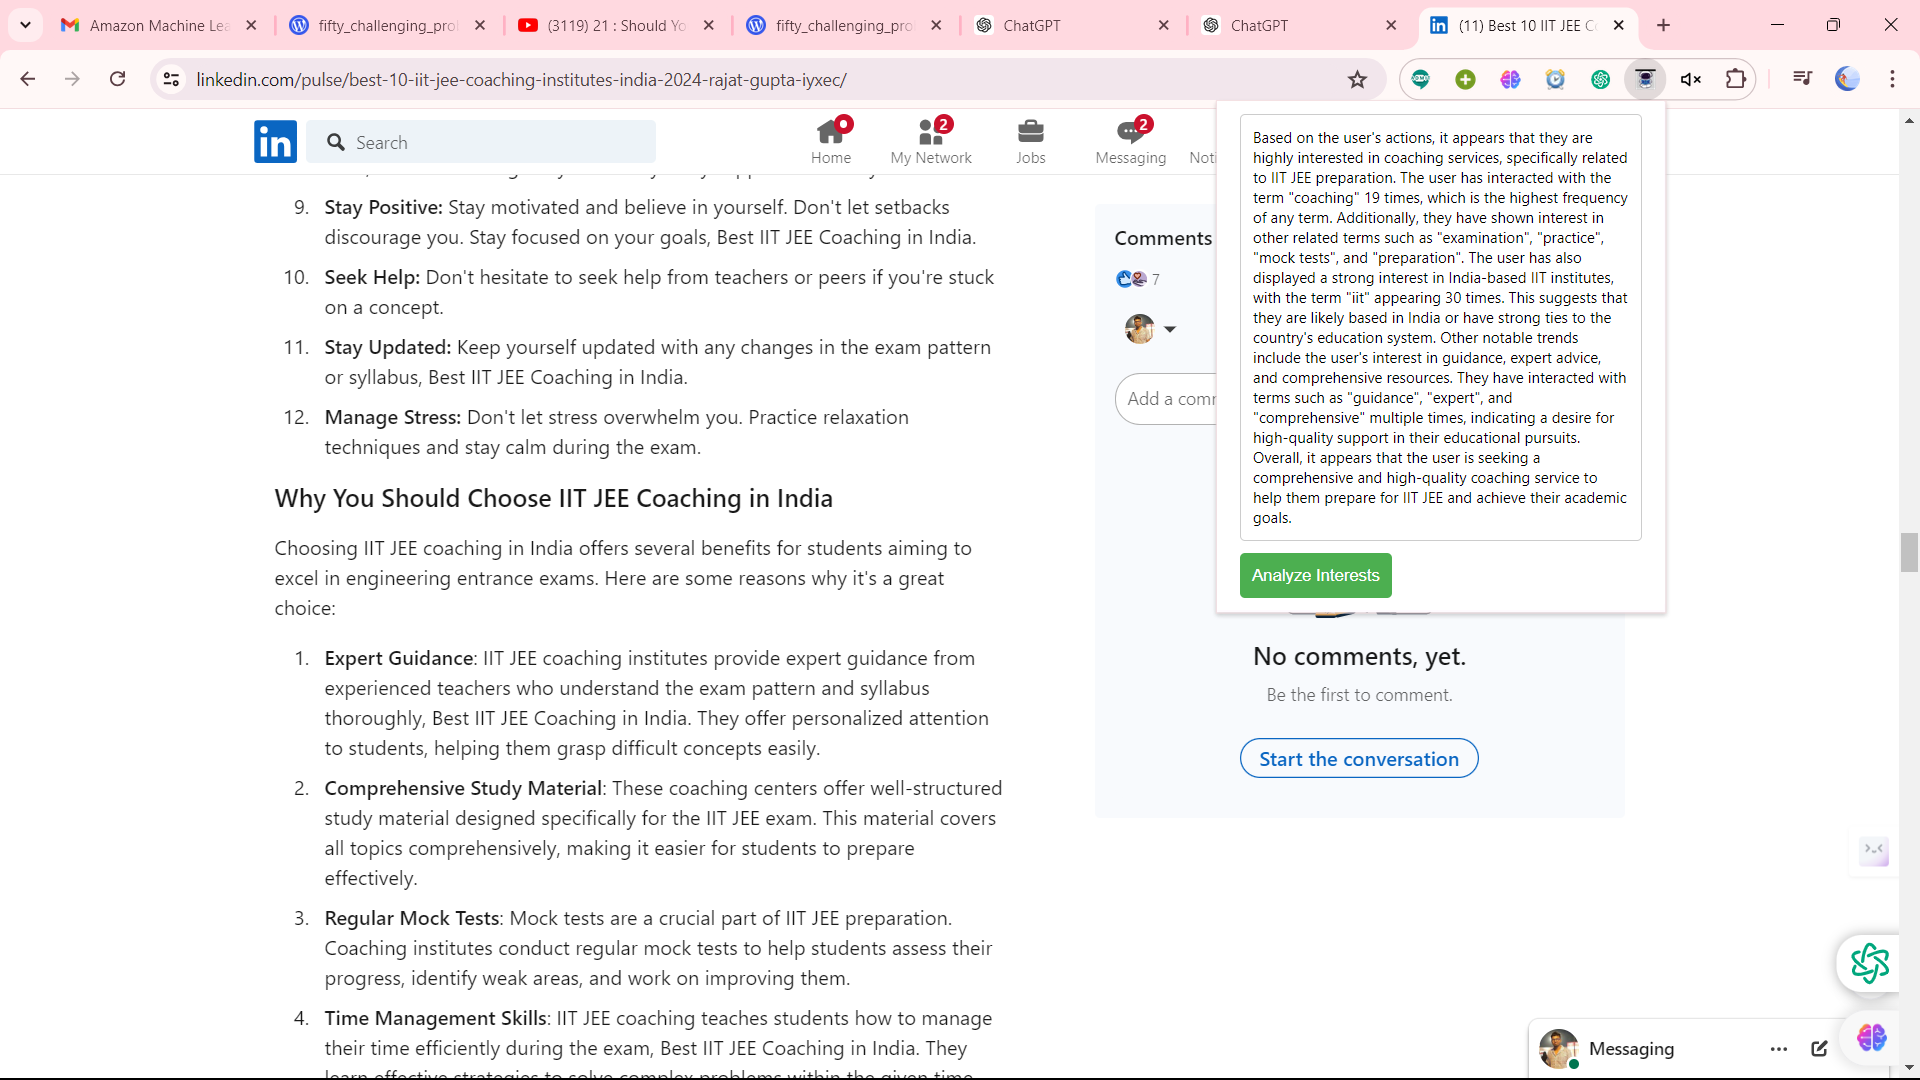 Amazon Machine Lea
fifty_challenging_pro
(3119) 21 : Should Yo
fifty_challenging_pro
ChatGPT
ChatGPT
(11) Best 10 IIT JEE C
linkedin.com/pulse/best-10-iit-jee-coaching-institutes-india-2024-rajat-gupta-iyxec/
in
Search
Home
2
My Network
Jobs
2
Messaging
Noti
9. Stay Positive: Stay motivated and believe in yourself. Don't let setbacks
discourage you. Stay focused on your goals, Best IIT JEE Coaching in India.
10. Seek Help: Don't hesitate to seek help from teachers or peers if you're stuck
on a concept.
11. Stay Updated: Keep yourself updated with any changes in the exam pattern
or syllabus, Best IIT JEE Coaching in India.
12. Manage Stress: Don't let stress overwhelm you. Practice relaxation
techniques and stay calm during the exam.
Why You Should Choose IIT JEE Coaching in India
Choosing IIT JEE coaching in India offers several benefits for students aiming to
excel in engineering entrance exams. Here are some reasons why it's a great
choice:
1. Expert Guidance: IIT JEE coaching institutes provide expert guidance from
experienced teachers who understand the exam pattern and syllabus
thoroughly, Best IIT JEE Coaching in India. They offer personalized attention
to students, helping them grasp difficult concepts easily.
2. Comprehensive Study Material: These coaching centers offer well-structured
study material designed specifically for the IIT JEE exam. This material covers
all topics comprehensively, making it easier for students to prepare
effectively.
3. Regular Mock Tests: Mock tests are a crucial part of IIT JEE preparation.
Coaching institutes conduct regular mock tests to help students assess their
progress, identify weak areas, and work on improving them.
4. Time Management Skills: IIT JEE coaching teaches students how to manage
their time efficiently during the exam, Best IIT JEE Coaching in India. They
learn effective strategies to solve complex problems within the given time
Comments
7
Add a comm
Based on the user's actions, it appears that they are
highly interested in coaching services, specifically related
to IIT JEE preparation. The user has interacted with the
term "coaching" 19 times, which is the highest frequency
of any term. Additionally, they have shown interest in
other related terms such as "examination", "practice",
"mock tests", and "preparation". The user has also
displayed a strong interest in India-based IIT institutes,
with the term "iit" appearing 30 times. This suggests that
they are likely based in India or have strong ties to the
country's education system. Other notable trends
include the user's interest in guidance, expert advice,
and comprehensive resources. They have interacted with
terms such as "guidance", "expert", and
"comprehensive" multiple times, indicating a desire for
high-quality support in their educational pursuits.
Overall, it appears that the user is seeking a
comprehensive and high-quality coaching service to
help them prepare for IIT JEE and achieve their academic
goals.
Analyze Interests
No comments, yet.
Be the first to comment.
Start the conversation
Messaging